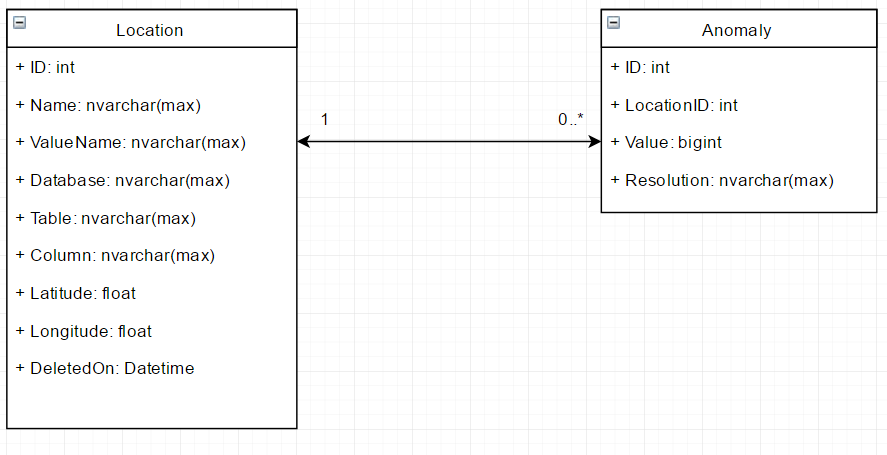 Location
+ ID: int
+ Name: nvarchar(max)
+ ValueName: nvarchar(max)
+ Database: nvarchar(max)
+ Table: nvarchar(max)
+ Column: nvarchar(max)
+ Latitude: float
+ Longitude: float
+ DeletedOn: Datetime
1
0..*
Anomaly
+ ID: int
+ LocationID: int
+ Value: bigint
+ Resolution: nvarchar(max)